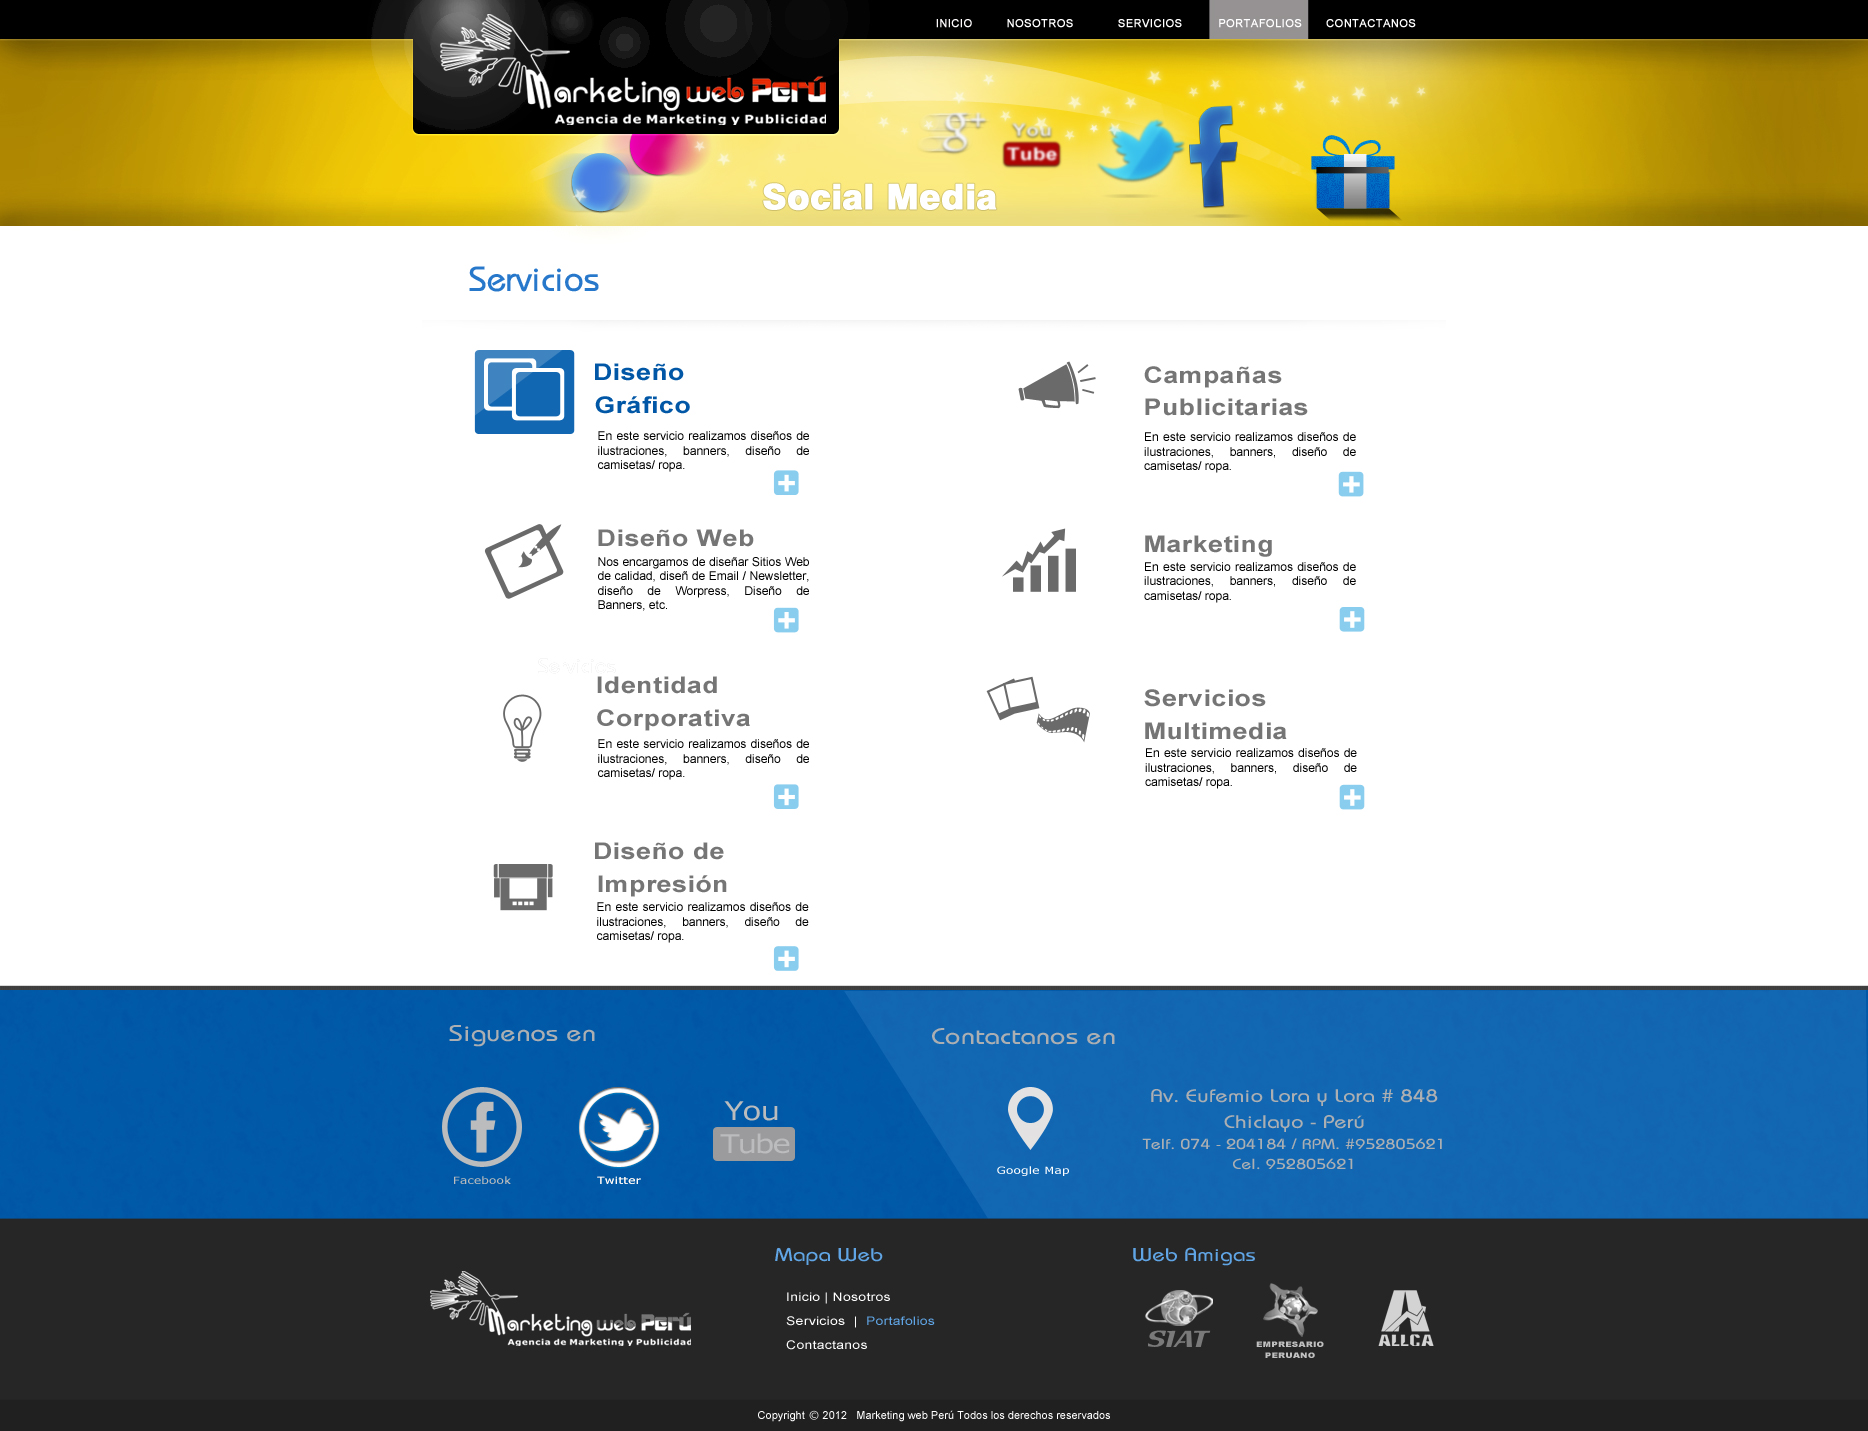 INICIO NOSOTROS SERVICIOS PORTAFOLIOS CONTACTANOS
Marketing web Perú
Agencia de Marketing y Publicidad
g+ You Tube
Social Media
Servicios
Diseño
Gráfico
En este servicio realizamos diseños de
ilustraciones, banners, diseño de
camisetas/ ropa.
Campañas
Publicitarias
En este servicio realizamos diseños de
ilustraciones, banners, diseño de
camisetas/ ropa.
Diseño Web
Nos encargamos de diseñar Sitios Web
de calidad, diseñ de Email / Newsletter,
diseño de Worpress, Diseño de
Banners, etc.
Marketing
En este servicio realizamos diseños de
ilustraciones, banners, diseño de
camisetas/ ropa.
Servicios
Identidad
Corporativa
En este servicio realizamos diseños de
ilustraciones, banners, diseño de
camisetas/ ropa.
Servicios
Multimedia
En este servicio realizamos diseños de
ilustraciones, banners, diseño de
camisetas/ ropa.
Diseño de
Impresión
En este servicio realizamos diseños de
ilustraciones, banners, diseño de
camisetas/ ropa.
Siguenos en
Facebook
Twitter
You
Tube
Contactanos en
Google Map
Av. Eufemio Lora y Lora # 848
Chiclayo - Perú
Telf. 074 - 204184 / RPM. #952805621
Cel. 952805621
Marketing web Perú
Agencia de Marketing y Publicidad
Mapa Web
Inicio | Nosotros
Servicios | Portafolios
Contactanos
Web Amigas
SIAT
EMPRESARIO
PERUANO
ALLCA
Copyright © 2012 Marketing web Perú Todos los derechos reservados